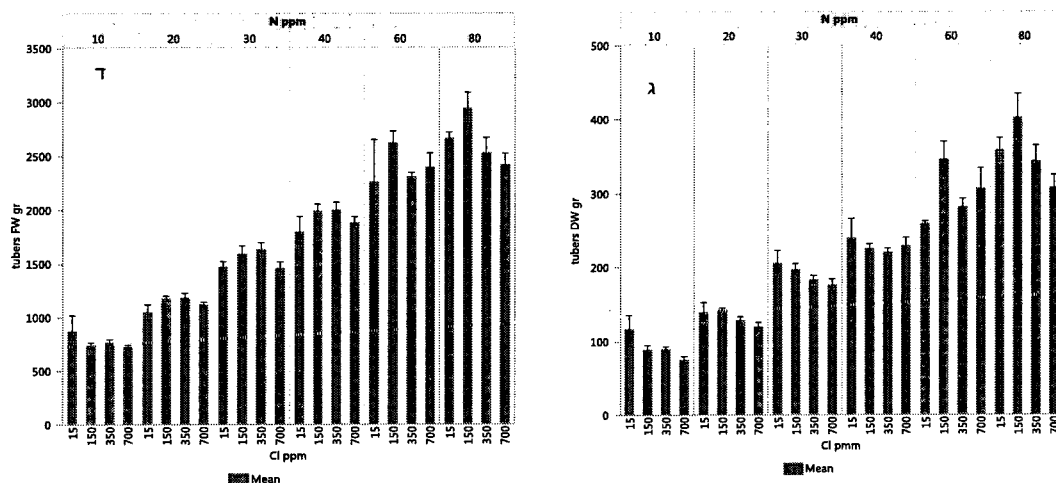 N ppm
10 20 30 40 60 80
ד
tubers FW gr
3500
3000
2500
2000
1500
1000
500
0
15 150 350 700 15 150 350 700 15 150 350 700 15 150 350 700 15 150 350 700 15 150 350 700
Cl ppm
Mean
N ppm
10 20 30 40 60 80
ג
tubers DW gr
500
400
300
200
100
0
15 150 350 700 15 150 350 700 15 150 350 700 15 150 350 700 15 150 350 700 15 150 350 700
Cl pmm
Mean